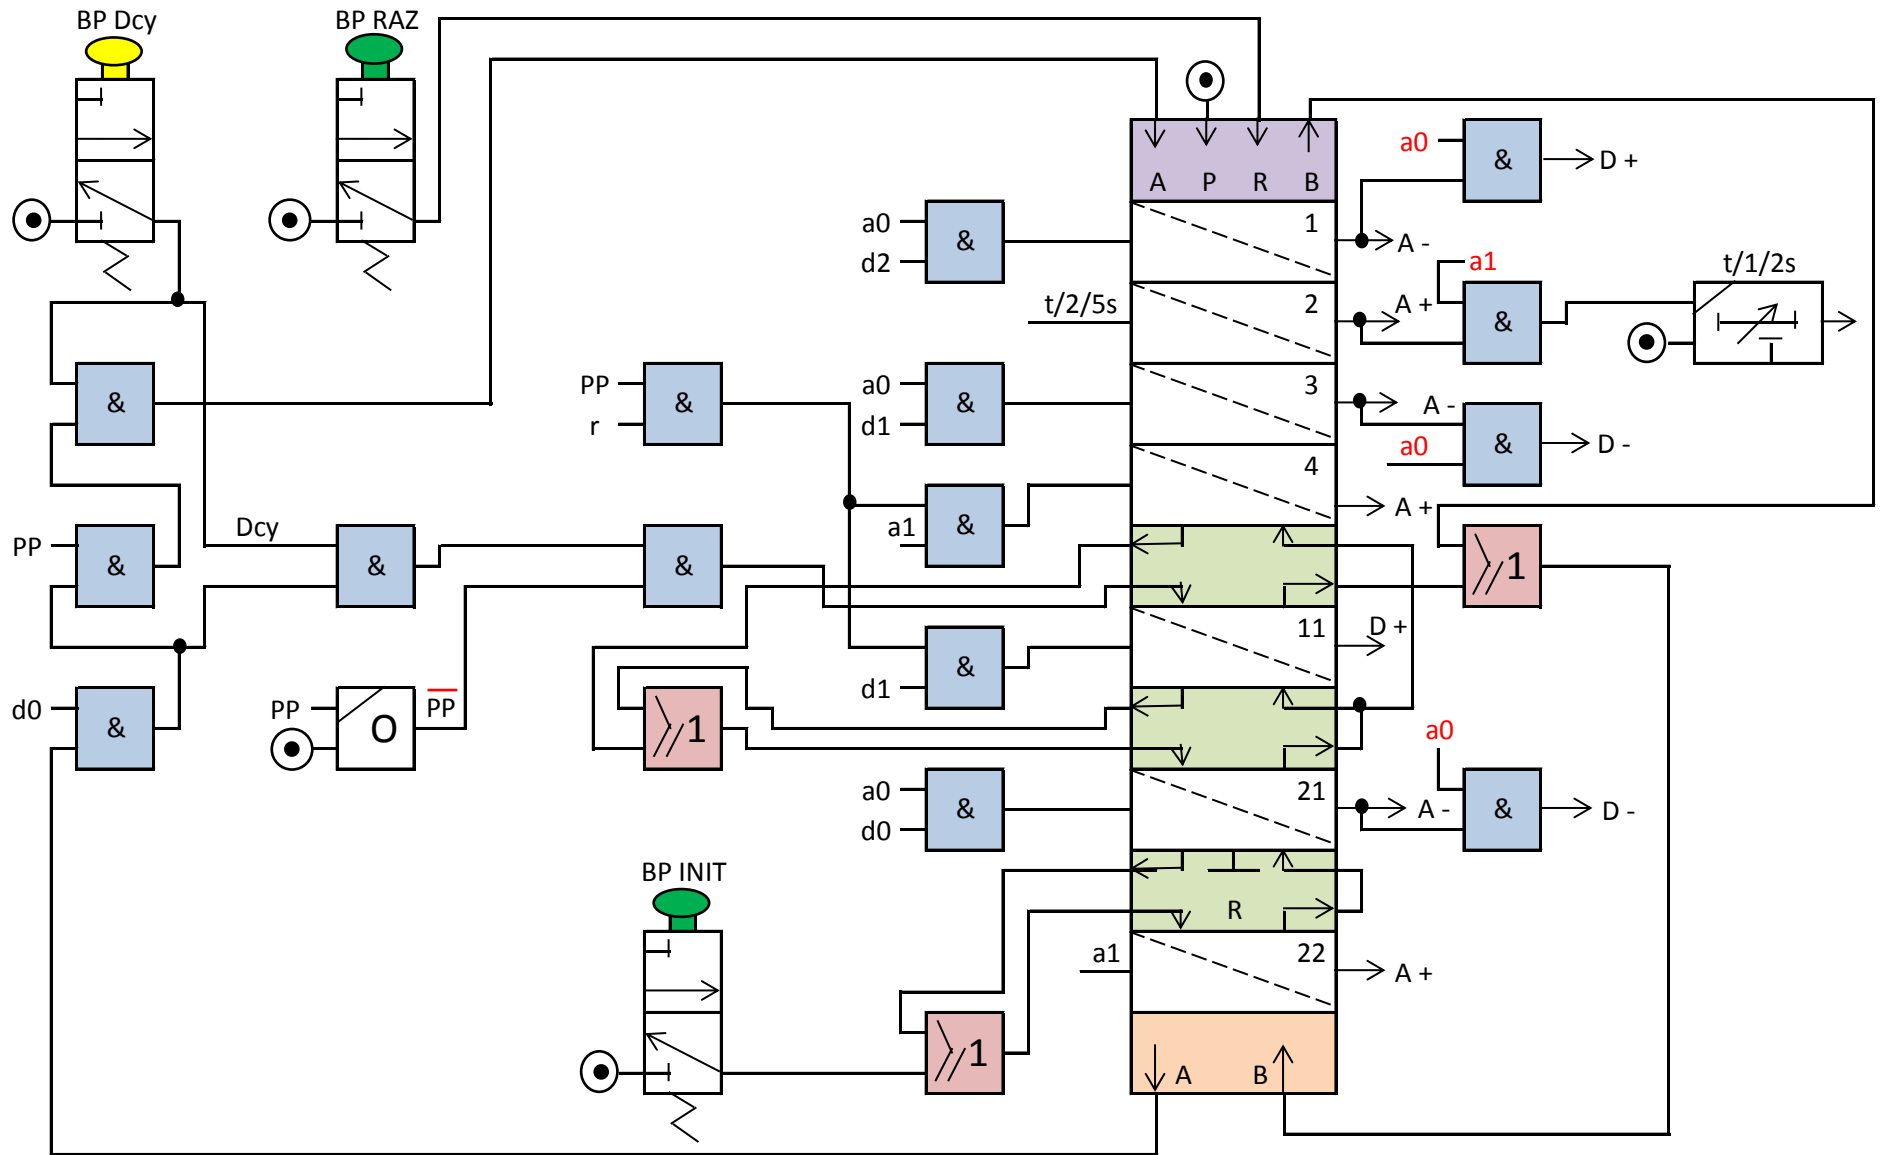 BP Dcy
BP RAZ
A P R B
a0
&
D +
a0
d2
&
1
A -
a1
t/1/2s
t/2/5s
2
A +
&
&
PP
r
&
a0
d1
&
3
A -
a0
&
D -
4
A +
a1
&
PP
&
Dcy
&
&
≥1
11
D +
d1
&
d0
&
PP
O
PP
≥1
a0
a0
d0
&
21
A -
&
D -
BP INIT
R
a1
22
A +
≥1
A B